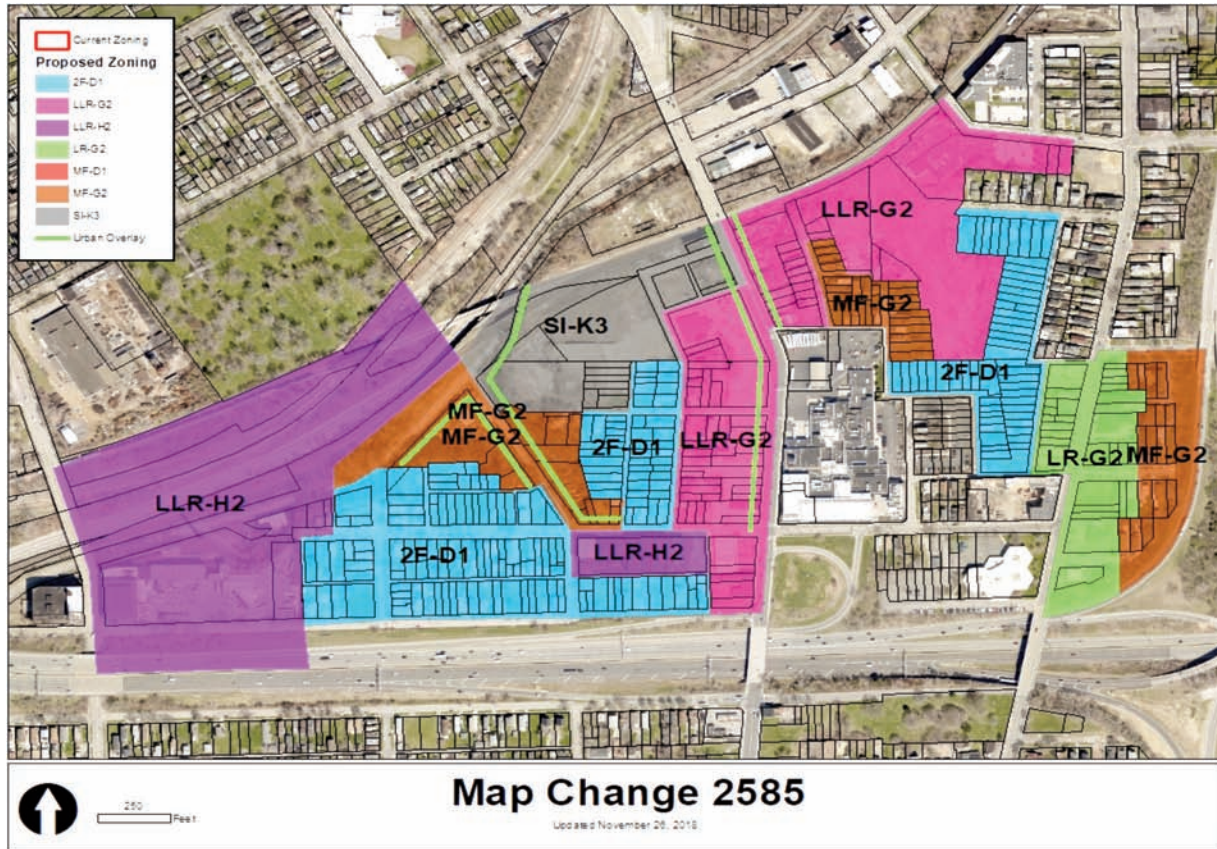 Current Zoning
Proposed Zoning
2F-D1
LLR-G2
LLR-H2
LR-G2
MF-D1
MF-G2
SI-K3
Urban Overlay
LLR-G2
MF-G2
SI-K3
2F-D1
MF-G2
MF-G2
2F-D1
LLR-G2
LR-G2
MF-G2
LLR-H2
2F-D1
LLR-H2
Map Change 2585
Updated November 26, 2018
250
Feet